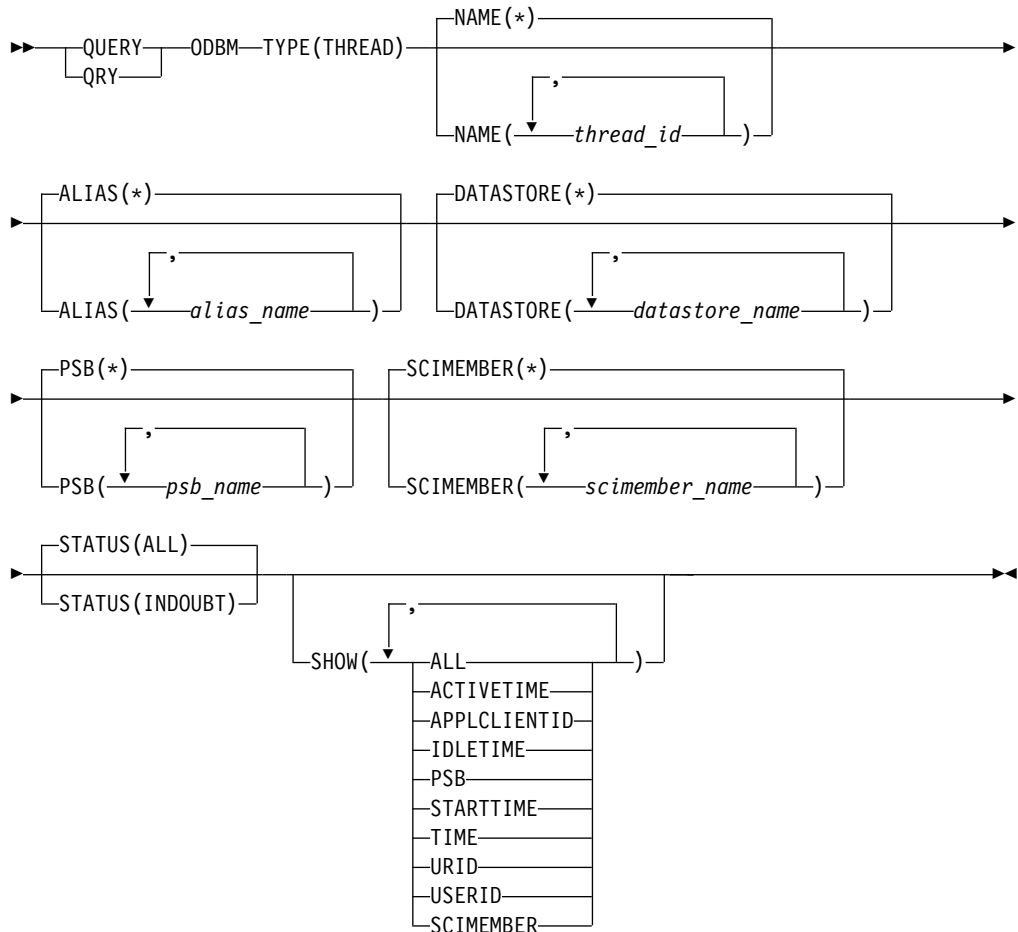 NAME(*)
QUERY ODBM TYPE(THREAD)
QRY
,
NAME( thread_id )
ALIAS(*) DATASTORE(*)
, ,
ALIAS( alias_name ) DATASTORE( datastore_name )
PSB(*) SCIMEMBER(*)
, ,
PSB( psb_name ) SCIMEMBER( scimember_name )
STATUS(ALL)
STATUS(INDOUBT)
,
SHOW( ALL )
ACTIVETIME
APPLCLIENTID
IDLETIME
PSB
STARTTIME
TIME
URID
USERID
SCIMEMBER